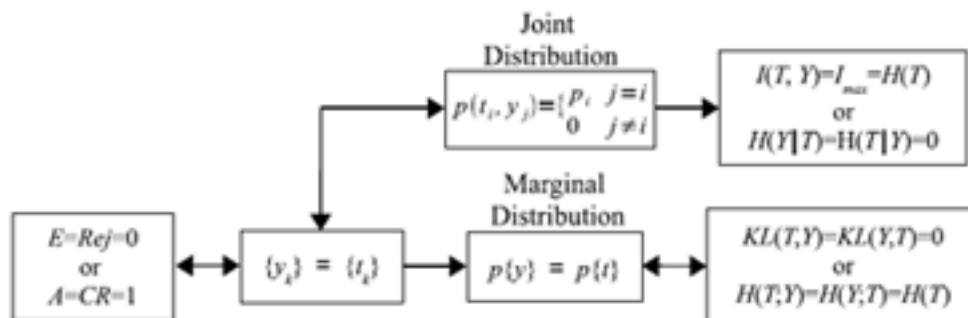 Joint
Distribution
p(t_i, y_j)={p_i j=i
0 j≠i
I(T, Y)=I_max=H(T)
or
H(Y|T)=H(T|Y)=0
Marginal
Distribution
E=Rej=0
or
A=CR=1
{y_k} = {t_k}
p{y} = p{t}
KL(T,Y)=KL(Y,T)=0
or
H(T;Y)=H(Y;T)=H(T)